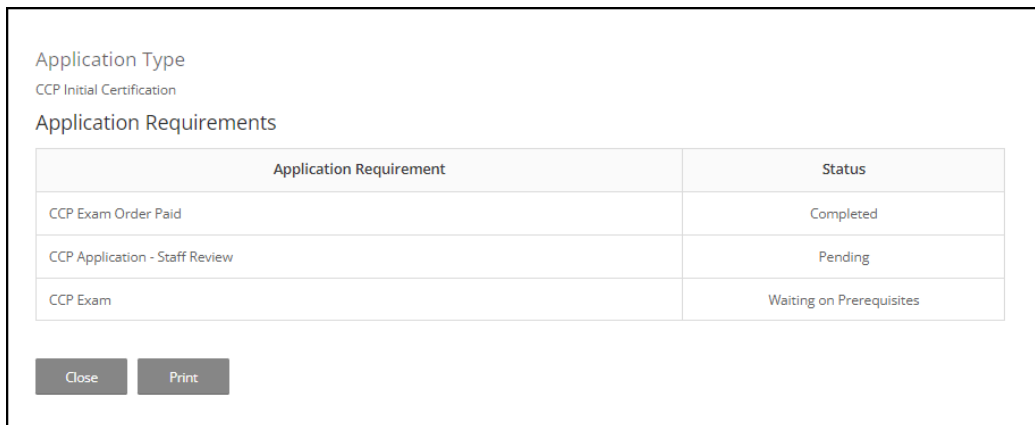 Application Type
CCP Initial Certification
Application Requirements
Application Requirement Status
CCP Exam Order Paid Completed
CCP Application - Staff Review Pending
CCP Exam Waiting on Prerequisites
Close Print